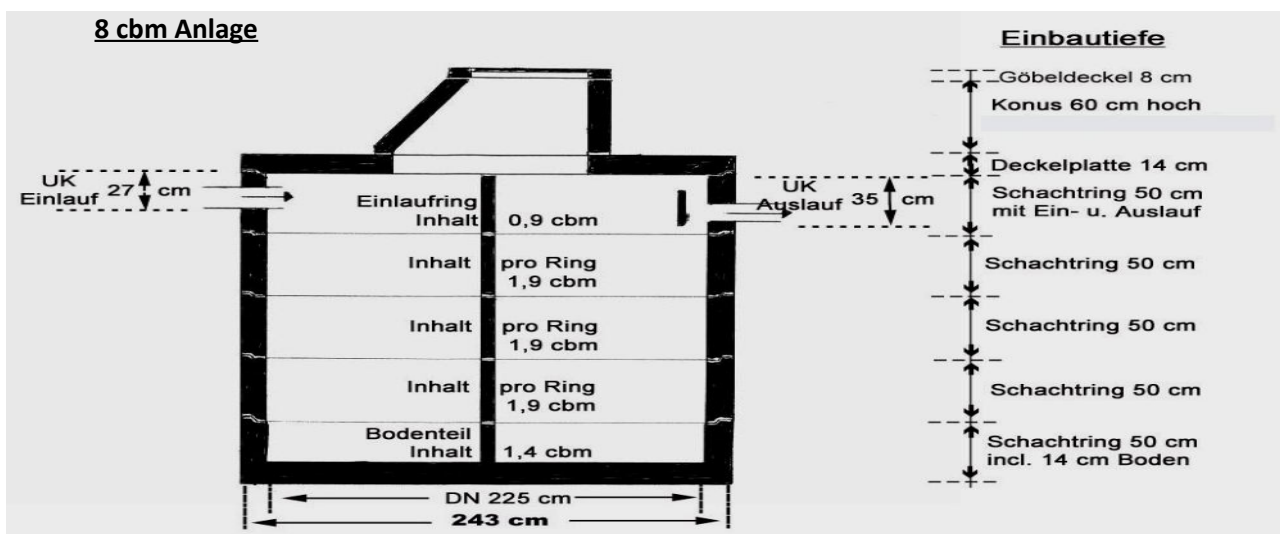 8 cbm Anlage
Einbautiefe
Göbeldeckel 8 cm
Konus 60 cm hoch
Deckelplatte 14 cm
UK
Einlauf
27 cm
UK
Auslauf
35 cm
Schachtring 50 cm
mit Ein- u. Auslauf
Einlaufring
Inhalt 0,9 cbm
Inhalt pro Ring
1,9 cbm
Schachtring 50 cm
Inhalt pro Ring
1,9 cbm
Schachtring 50 cm
Inhalt pro Ring
1,9 cbm
Schachtring 50 cm
Bodenteil
Inhalt 1,4 cbm
Schachtring 50 cm
incl. 14 cm Boden
DN 225 cm
243 cm